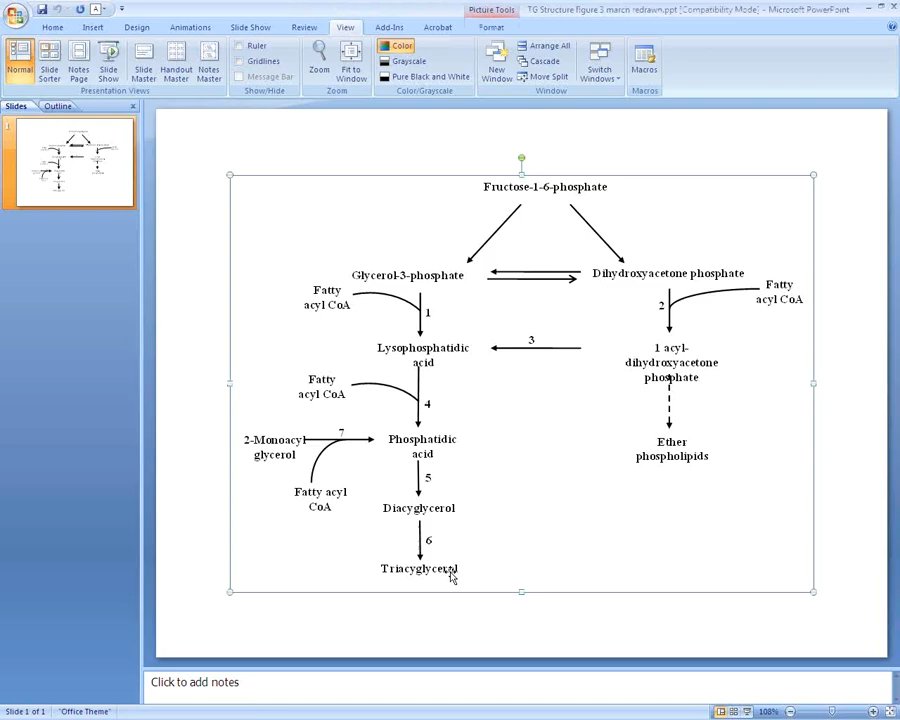 Picture Tools
TG Structure figure 3 march redrawn.ppt [Compatibility Mode] - Microsoft PowerPoint
Home Insert Design Animations Slide Show Review View Add-Ins Acrobat Format
Normal
Slide Sorter
Notes Page
Slide Show
Slide Master
Handout Master
Notes Master
Presentation Views
Ruler
Gridlines
Message Bar
Show/Hide
Zoom
Fit to Window
Zoom
Color
Grayscale
Pure Black and White
Color/Grayscale
New Window
Arrange All
Cascade
Move Split
Window
Switch Windows
Macros
Macros
Slides Outline
1
Fructose-1-6-phosphate
Glycerol-3-phosphate
Dihydroxyacetone phosphate
Fatty
acyl CoA
1
2
Fatty
acyl CoA
Lysophosphatidic
acid
3
1 acyl-
dihydroxyacetone
phosphate
Fatty
acyl CoA
4
2-Monoacyl
glycerol
7
Phosphatidic
acid
Ether
phospholipids
5
Fatty acyl
CoA
Diacyglycerol
6
Triacyglycerol
Click to add notes
Slide 1 of 1 "Office Theme" 108%